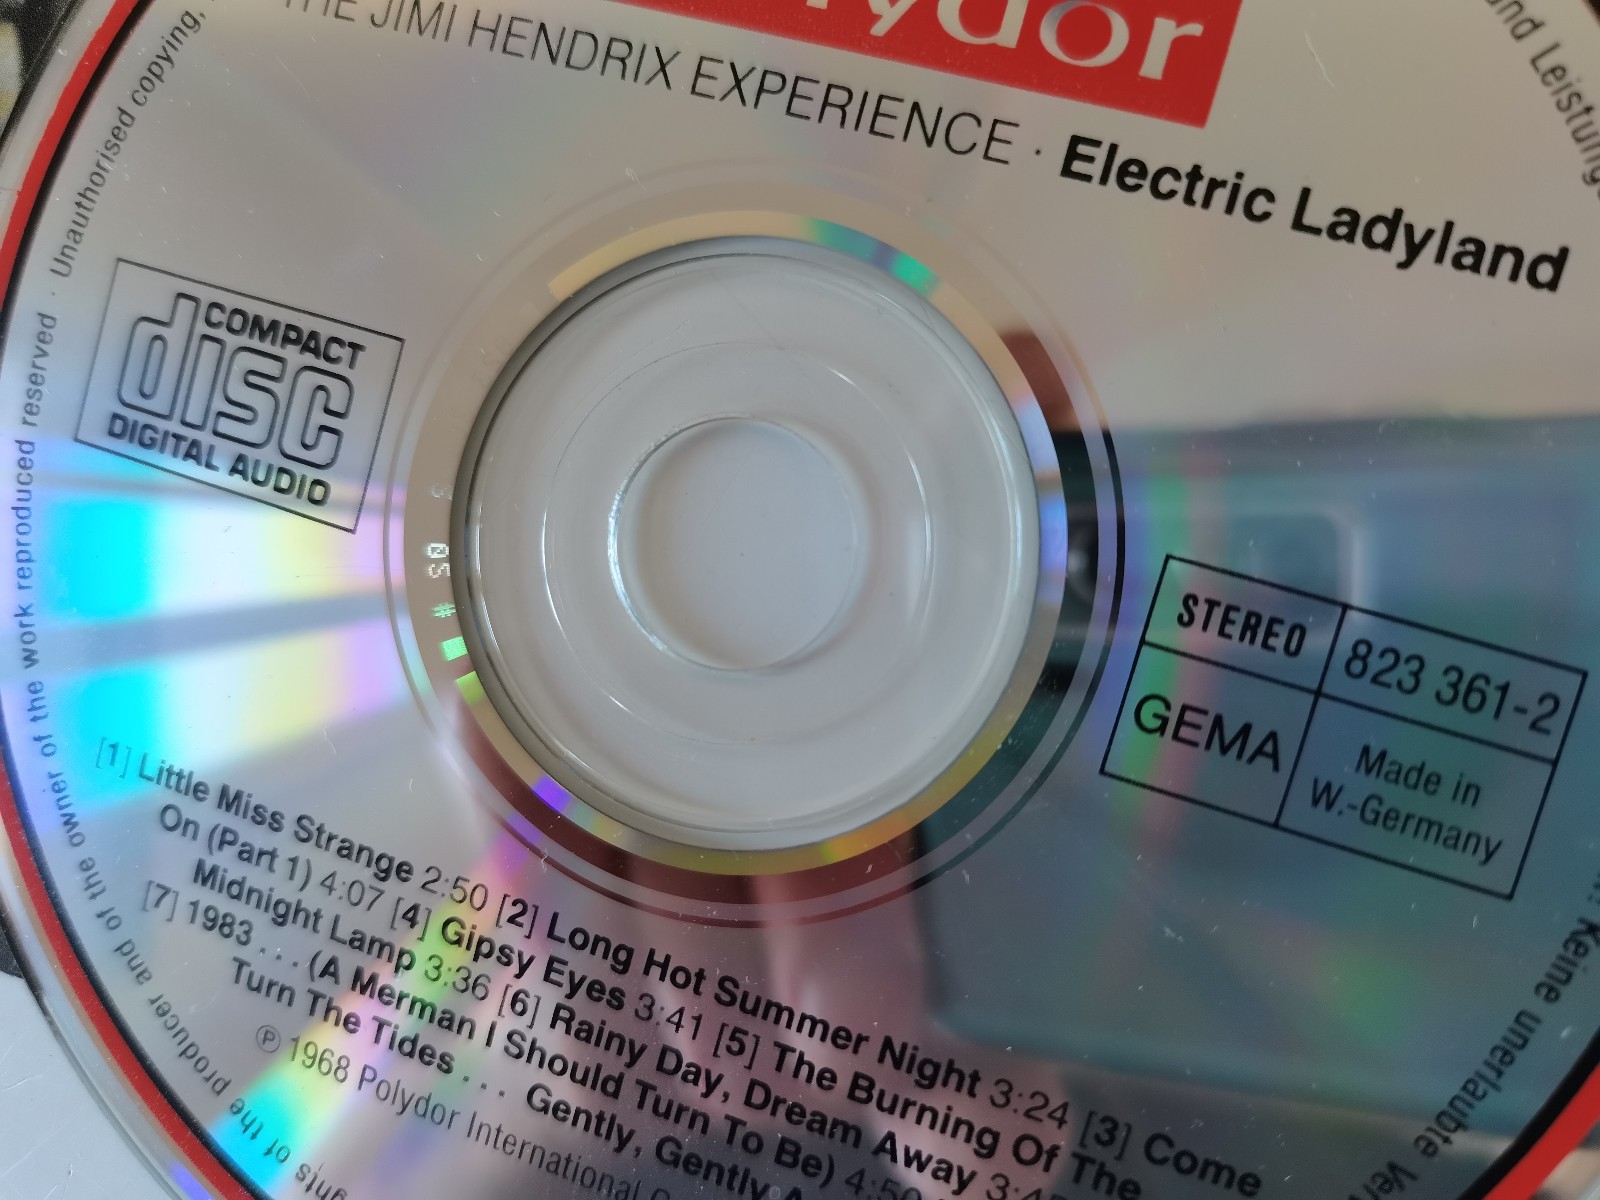 Polydor
THE JIMI HENDRIX EXPERIENCE · Electric Ladyland
COMPACT
disc
DIGITAL AUDIO
STEREO
823 361-2
GEMA
Made in
W.-Germany
[1] Little Miss Strange 2:50 [2] Long Hot Summer Night 3:24 [3] Come
On (Part 1) 4:07 [4] Gipsy Eyes 3:41 [5] The Burning Of The
Midnight Lamp 3:36 [6] Rainy Day, Dream Away
[7] 1983 . . . (A Merman I Should Turn To Be) 4:50
Turn The Tides . . . Gently, Gently
℗ 1968 Polydor International
of the producer and of the owner of the work reproduced reserved · Unauthorised copying,
und
Keine unerlaubte